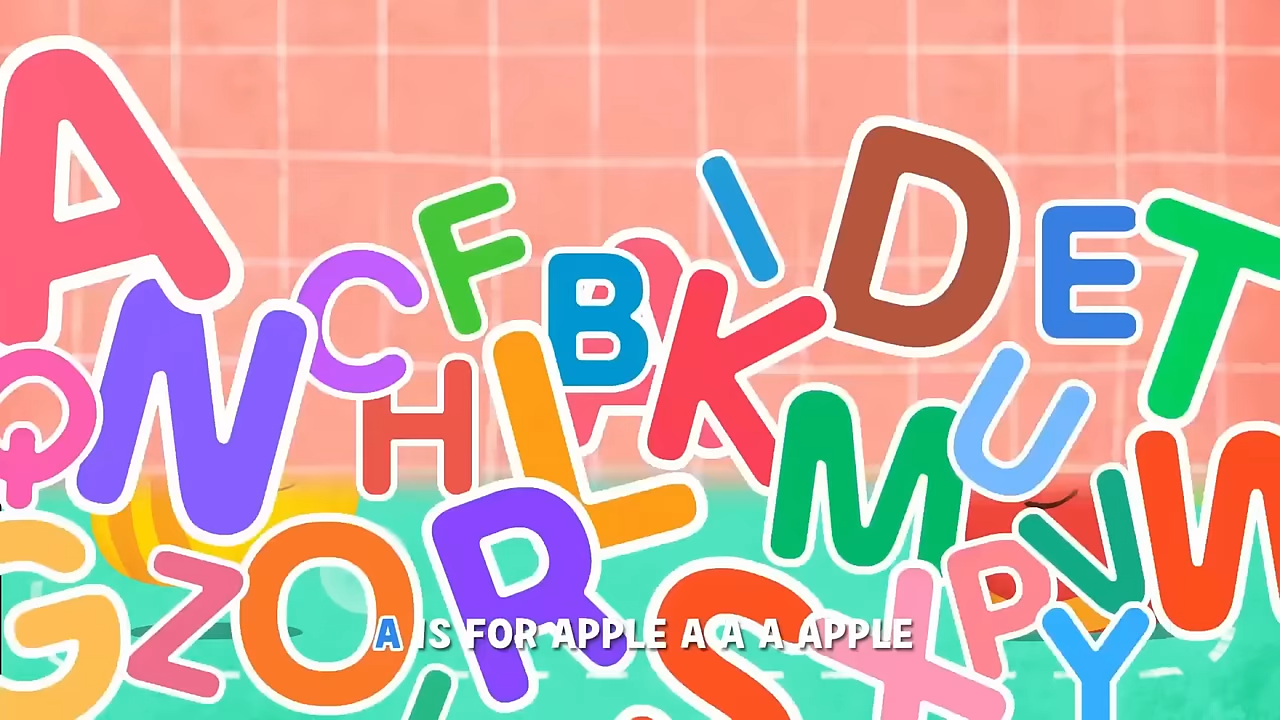 A
I D
F E T
C B K
N H L U
Q M W
G Z O R S X P V Y
A IS FOR APPLE A A A APPLE